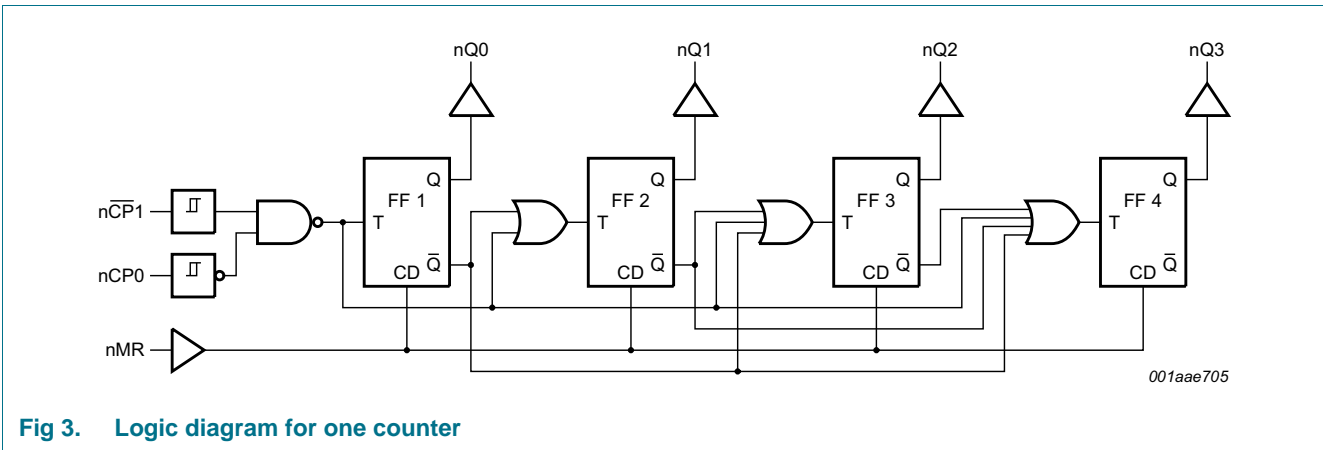 nQ0 nQ1 nQ2 nQ3
Q Q Q Q
FF 1 FF 2 FF 3 FF 4
nC̅P̅1
T T T T
nCP0
Q̅ Q̅ Q̅ Q̅
CD CD CD CD
nMR
001aae705
Fig 3. Logic diagram for one counter